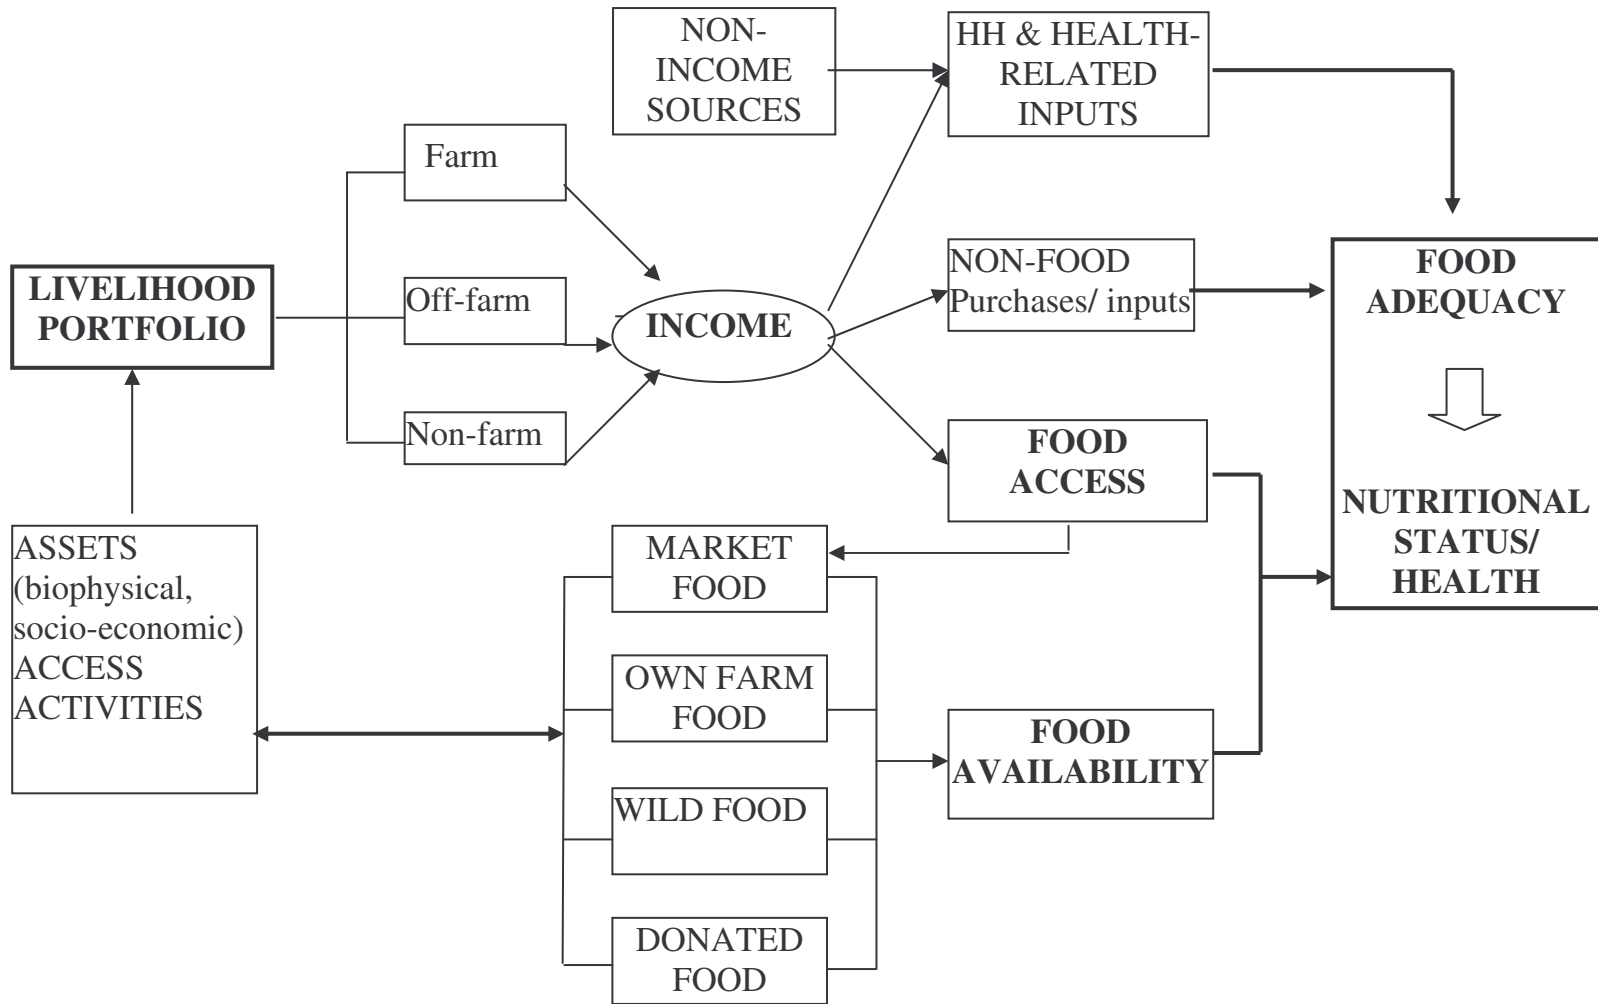 NON-
INCOME
SOURCES
HH & HEALTH-
RELATED
INPUTS
Farm
LIVELIHOOD
PORTFOLIO
Off-farm
INCOME
NON-FOOD
Purchases/ inputs
FOOD
ADEQUACY
Non-farm
FOOD
ACCESS
NUTRITIONAL
STATUS/
HEALTH
ASSETS
(biophysical,
socio-economic)
ACCESS
ACTIVITIES
MARKET
FOOD
OWN FARM
FOOD
FOOD
AVAILABILITY
WILD FOOD
DONATED
FOOD